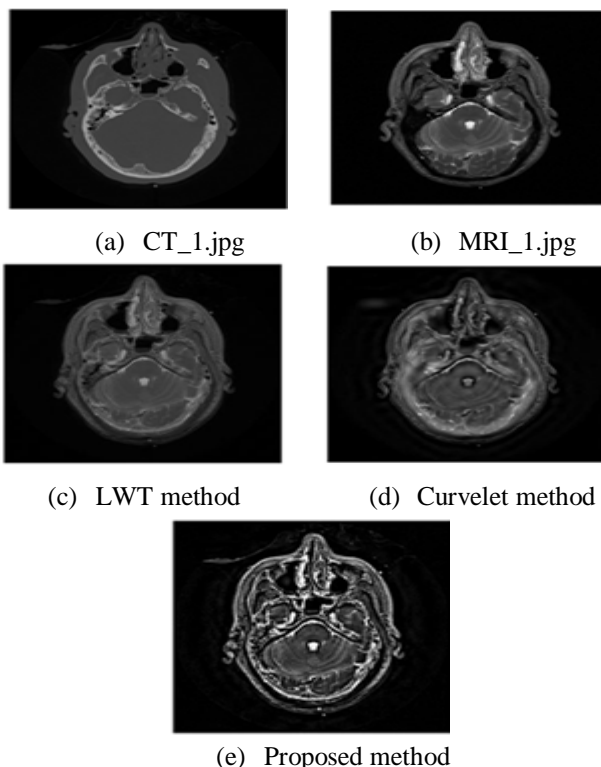 (a) CT_1.jpg
(b) MRI_1.jpg
(c) LWT method
(d) Curvelet method
(e) Proposed method